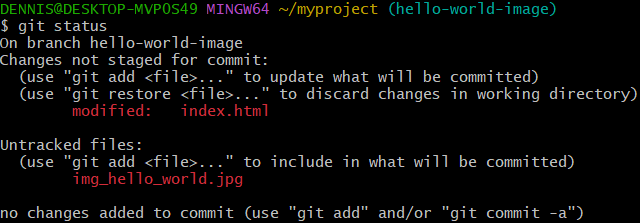 DENNIS@DESKTOP-MVPOS49 MINGW64 ~/myproject (hello-world-image)
$ git status
On branch hello-world-image
Changes not staged for commit:
  (use "git add <file>..." to update what will be committed)
  (use "git restore <file>..." to discard changes in working directory)
        modified:   index.html

Untracked files:
  (use "git add <file>..." to include in what will be committed)
        img_hello_world.jpg

no changes added to commit (use "git add" and/or "git commit -a")